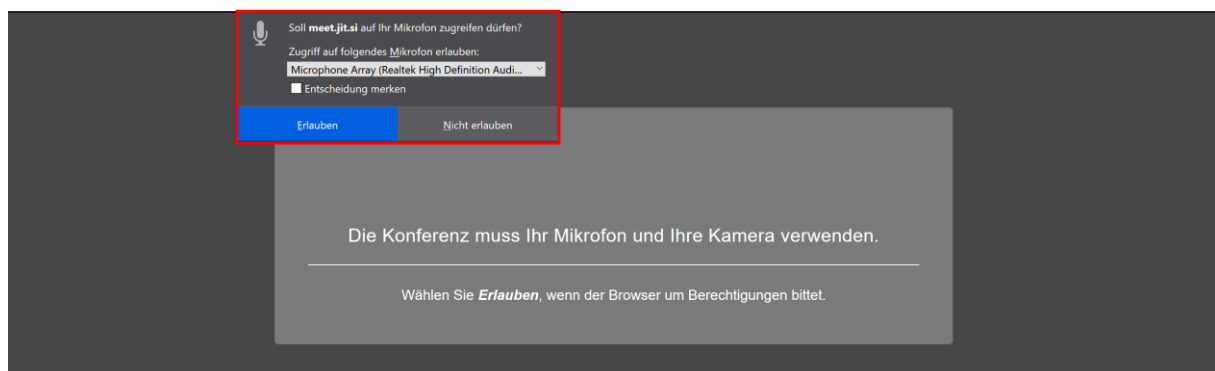 Soll meet.jit.si auf Ihr Mikrofon zugreifen dürfen?
Zugriff auf folgendes Mikrofon erlauben:
Microphone Array (Realtek High Definition Audi...
Entscheidung merken
Erlauben Nicht erlauben
Die Konferenz muss Ihr Mikrofon und Ihre Kamera verwenden.
Wählen Sie Erlauben, wenn der Browser um Berechtigungen bittet.